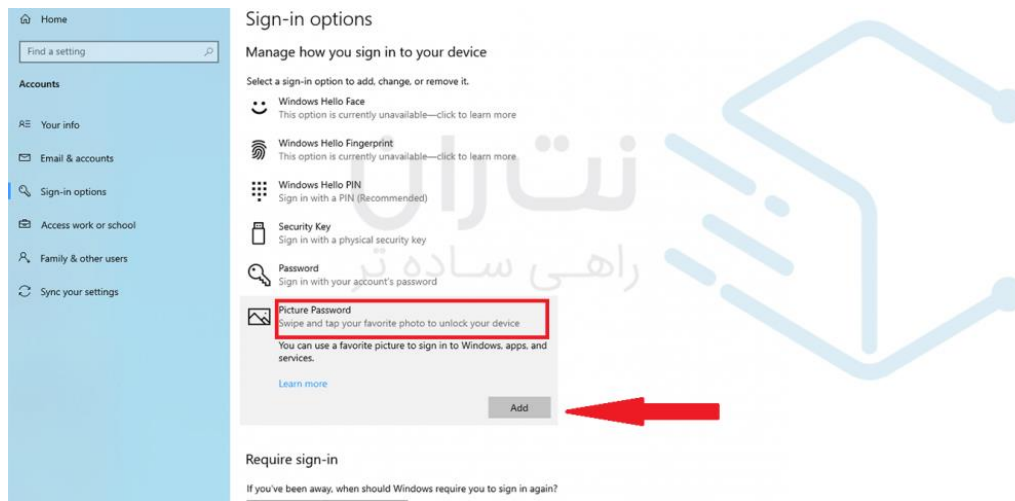 Home
Find a setting
Accounts
Your info
Email & accounts
Sign-in options
Access work or school
Family & other users
Sync your settings
Sign-in options
Manage how you sign in to your device
Select a sign-in option to add, change, or remove it.
Windows Hello Face
This option is currently unavailable—click to learn more
Windows Hello Fingerprint
This option is currently unavailable—click to learn more
Windows Hello PIN
Sign in with a PIN (Recommended)
Security Key
Sign in with a physical security key
Password
Sign in with your account's password
Picture Password
Swipe and tap your favorite photo to unlock your device
You can use a favorite picture to sign in to Windows, apps, and
services.
Learn more
Add
Require sign-in
If you've been away, when should Windows require you to sign in again?
نت ران
راهی ساده تر